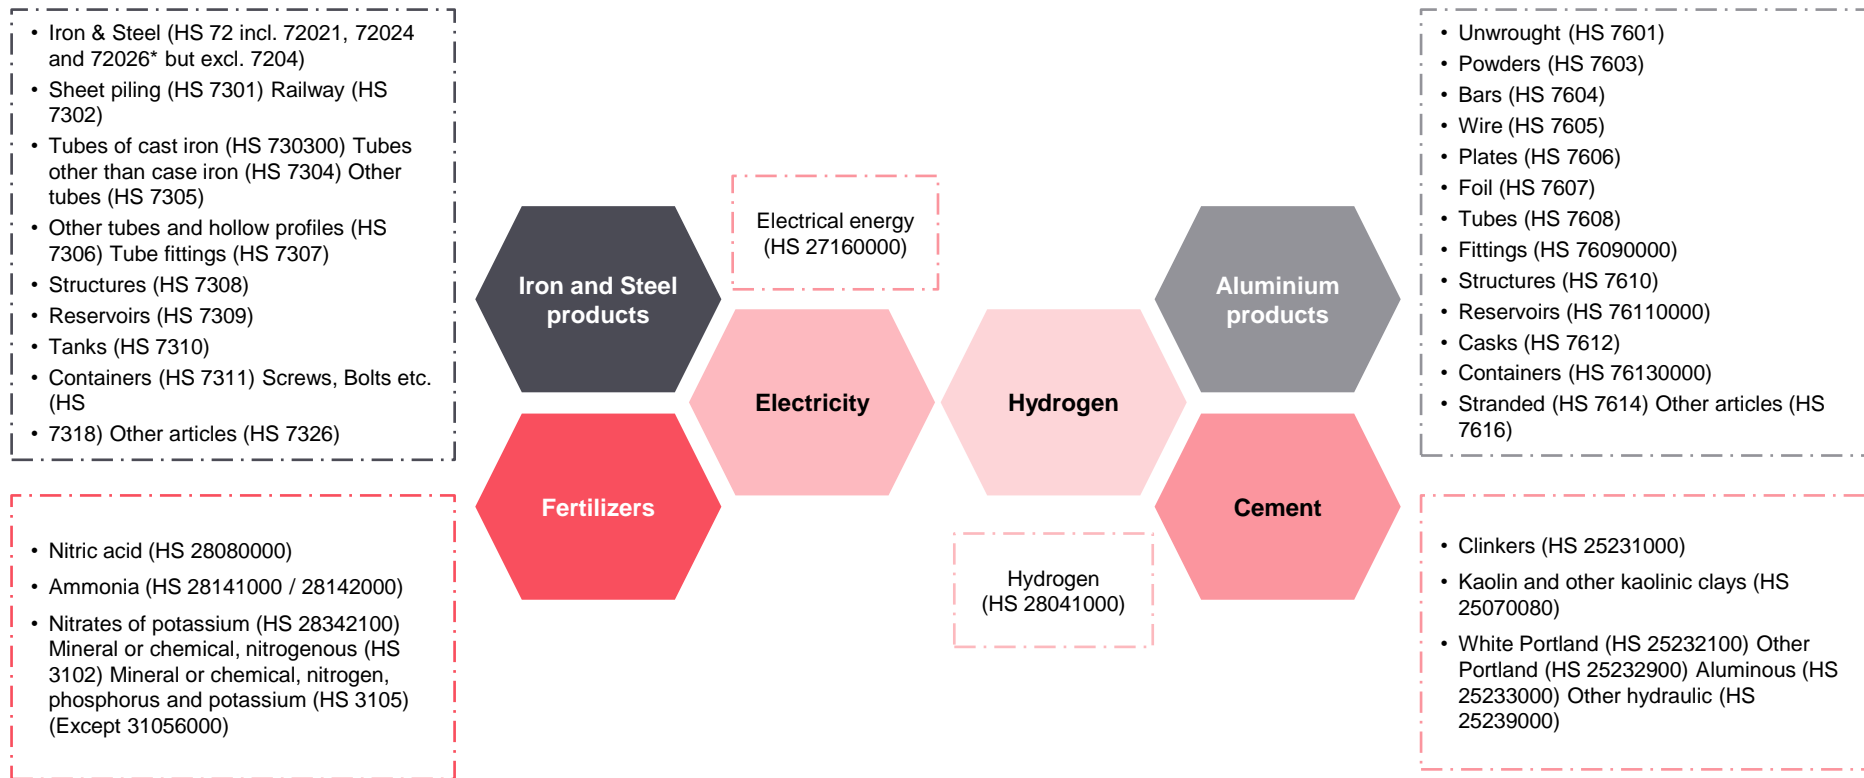 • Iron & Steel (HS 72 incl. 72021, 72024
and 72026* but excl. 7204)
• Sheet piling (HS 7301) Railway (HS
7302)
• Tubes of cast iron (HS 730300) Tubes
other than case iron (HS 7304) Other
tubes (HS 7305)
• Other tubes and hollow profiles (HS
7306) Tube fittings (HS 7307)
• Structures (HS 7308)
• Reservoirs (HS 7309)
• Tanks (HS 7310)
• Containers (HS 7311) Screws, Bolts etc.
(HS
• 7318) Other articles (HS 7326)
• Nitric acid (HS 28080000)
• Ammonia (HS 28141000 / 28142000)
• Nitrates of potassium (HS 28342100)
Mineral or chemical, nitrogenous (HS
3102) Mineral or chemical, nitrogen,
phosphorus and potassium (HS 3105)
(Except 31056000)
Iron and Steel
products
Fertilizers
Electrical energy
(HS 27160000)
Electricity
Hydrogen
Hydrogen
(HS 28041000)
Aluminium
products
Cement
• Unwrought (HS 7601)
• Powders (HS 7603)
• Bars (HS 7604)
• Wire (HS 7605)
• Plates (HS 7606)
• Foil (HS 7607)
• Tubes (HS 7608)
• Fittings (HS 76090000)
• Structures (HS 7610)
• Reservoirs (HS 76110000)
• Casks (HS 7612)
• Containers (HS 76130000)
• Stranded (HS 7614) Other articles (HS
7616)
• Clinkers (HS 25231000)
• Kaolin and other kaolinic clays (HS
25070080)
• White Portland (HS 25232100) Other
Portland (HS 25232900) Aluminous (HS
25233000) Other hydraulic (HS
25239000)